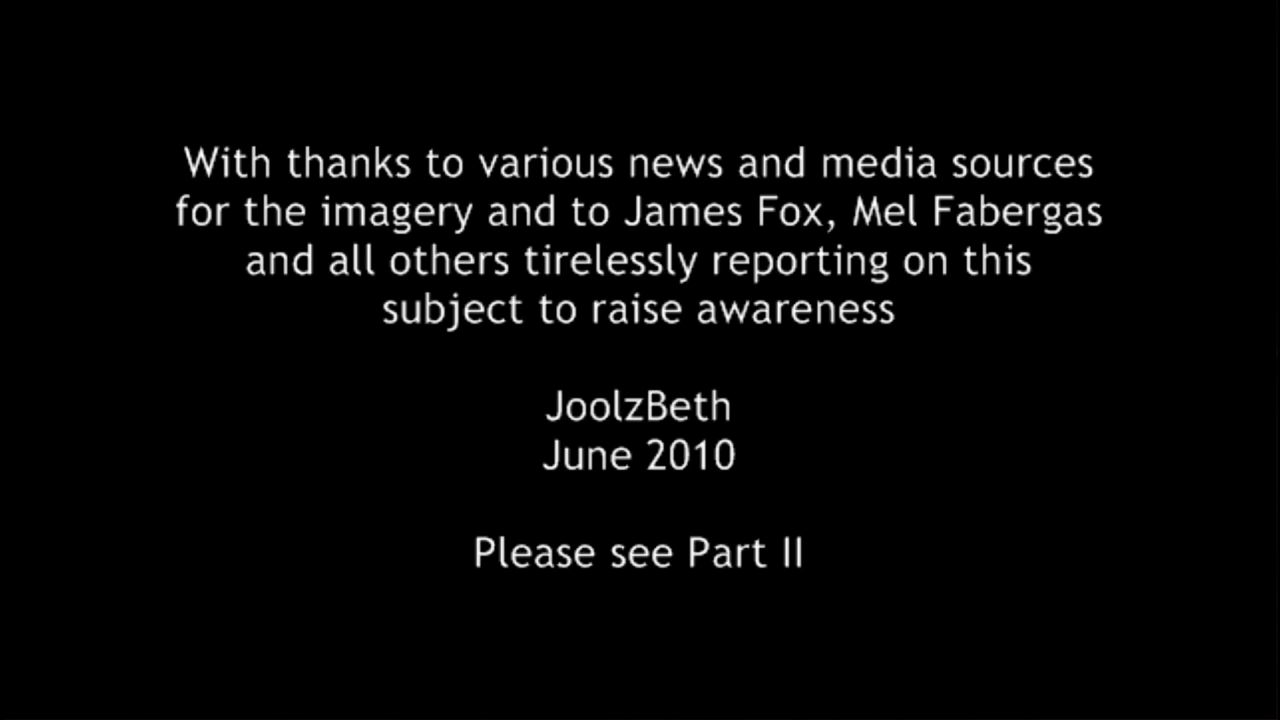 With thanks to various news and media sources
for the imagery and to James Fox, Mel Fabergas
and all others tirelessly reporting on this
subject to raise awareness
JoolzBeth
June 2010
Please see Part II